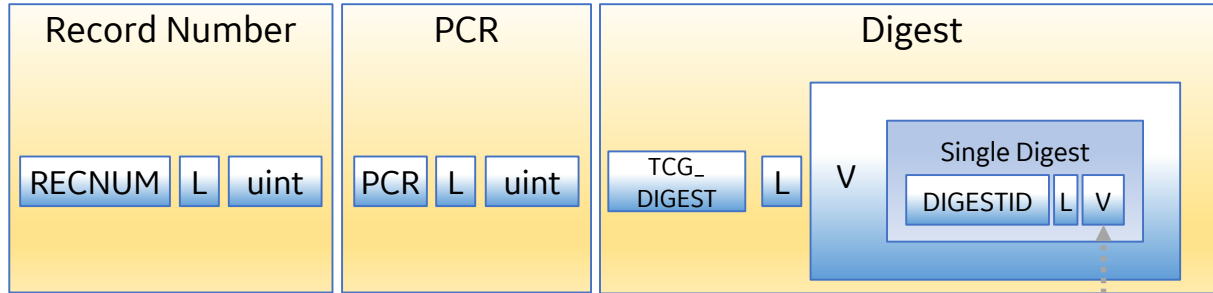 Record Number
PCR
Digest
RECNUM L uint
PCR L uint
TCG_
DIGEST
L
V
Single Digest
DIGESTID L V